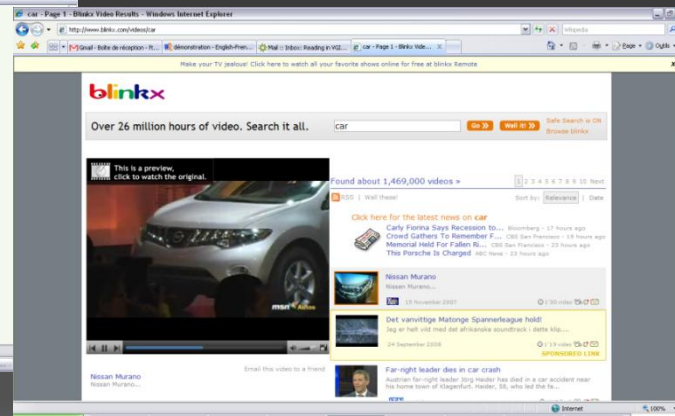 car - Page 1 - Blinkx Video Results - Windows Internet Explorer
http://www.blinkx.com/videos/car
Wikipedia
Gmail - Boîte de réception - ft...
démonstration - English-Fren...
Mail :: Inbox: Reading in VG2...
car - Page 1 - Blinkx Vide...
Page
Outils
Make your TV jealous! Click here to watch all your favorite shows online for free at blinkx Remote
blinkx
Over 26 million hours of video. Search it all.
car
Go
Wall It!
Safe Search is ON
Browse blinkx
This is a preview,
click to watch the original.
Found about 1,469,000 videos »
1 2 3 4 5 6 7 8 9 10 Next
RSS | Wall these!
Sort by: Relevance | Date
Click here for the latest news on car
Carly Fiorina Says Recession to... Bloomberg - 17 hours ago
Crowd Gathers To Remember F... CBS San Francisco - 19 hours ago
Memorial Held For Fallen Ri... CBS San Francisco - 23 hours ago
This Porsche Is Charged ABC News - 23 hours ago
Nissan Murano
Nissan Murano...
15 November 2007
msn Autos
Det vanvittige Matonge Spannerleague hold!
Jeg er helt vild med det afrikanske soundtrack i dette klip....
24 September 2008
SPONSORED LINK
Email this video to a friend
Nissan Murano
Nissan Murano...
Far-right leader dies in car crash
Austrian far-right leader Jörg Haider has died in a car accident near
his home town of Klagenfurt. Haider, 58, who led the fa...
Internet
100%